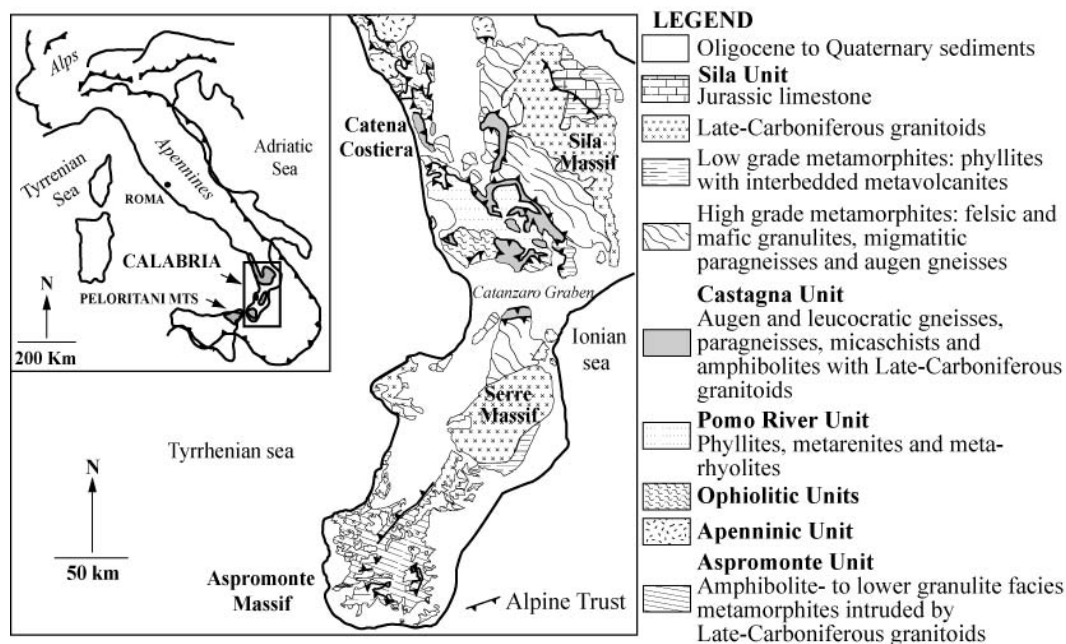 Alps
Tyrrenian
Sea
Apennines
Adriatic
Sea
ROMA
CALABRIA
PELORITANI MTS
N
200 Km
Catena
Costiera
Sila
Massif
Catanzaro Graben
Ionian
sea
Serre
Massif
Tyrrhenian sea
N
50 km
Aspromonte
Massif
Alpine Trust
LEGEND
Oligocene to Quaternary sediments
Sila Unit
Jurassic limestone
Late-Carboniferous granitoids
Low grade metamorphites: phyllites
with interbedded metavolcanites
High grade metamorphites: felsic and
mafic granulites, migmatitic
paragneisses and augen gneisses
Castagna Unit
Augen and leucocratic gneisses,
paragneisses, micaschists and
amphibolites with Late-Carboniferous
granitoids
Pomo River Unit
Phyllites, metarenites and meta-
rhyolites
Ophiolitic Units
Apenninic Unit
Aspromonte Unit
Amphibolite- to lower granulite facies
metamorphites intruded by
Late-Carboniferous granitoids